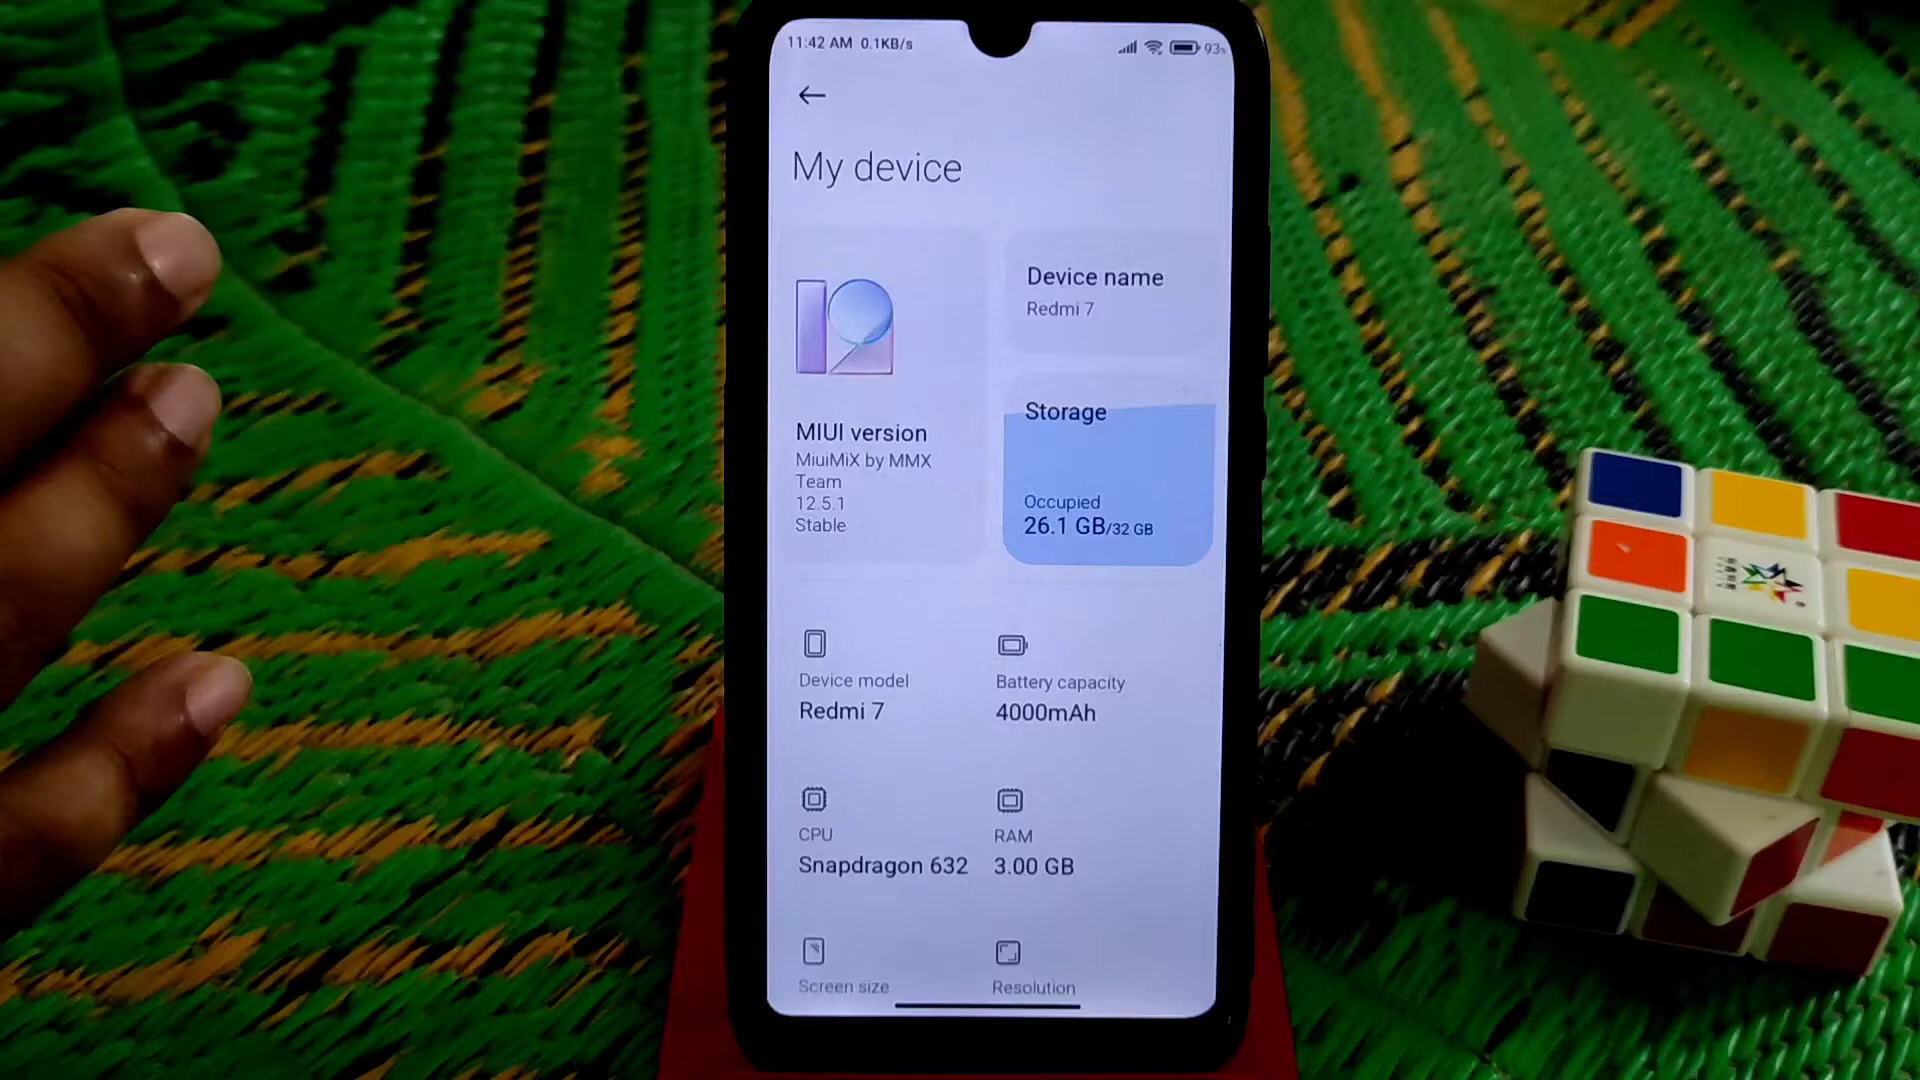 11:42 AM 0.1KB/s
93%
My device
Device name
Redmi 7
Storage
MIUI version
MiuiMiX by MMX
Team
12.5.1
Stable
Occupied
26.1 GB/32 GB
Device model
Redmi 7
Battery capacity
4000mAh
CPU
Snapdragon 632
RAM
3.00 GB
Screen size
Resolution